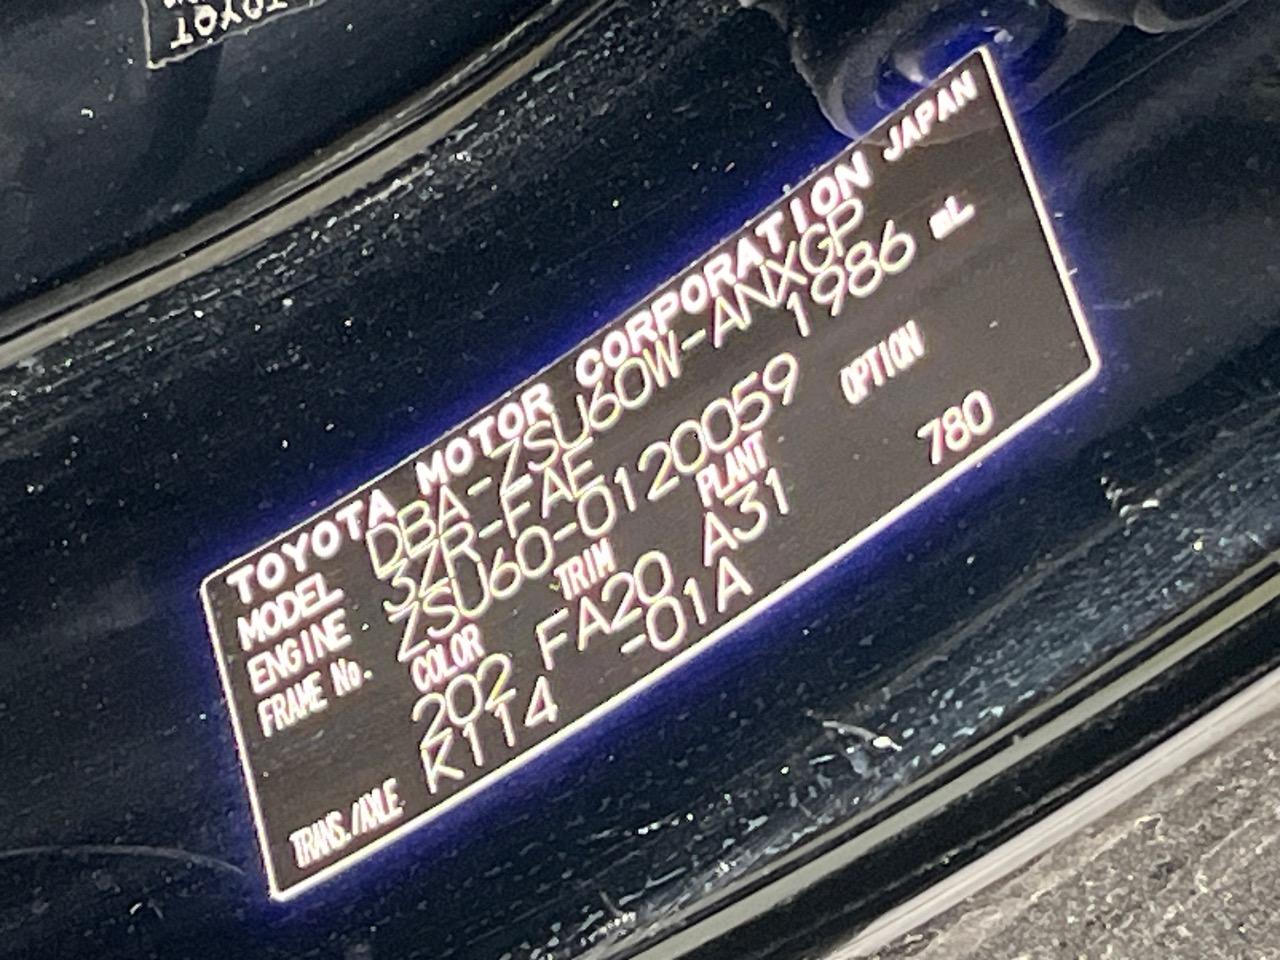 TOYOT
TOYOTA MOTOR CORPORATION JAPAN
MODEL DBA-ZSU60W-ANXGP
ENGINE 3ZR-FAE 1986 mL
FRAME No. ZSU60-0120059
COLOR TRIM PLANT OPTION
202 FA20 A31 780
TRANS./AXLE K114 -01A